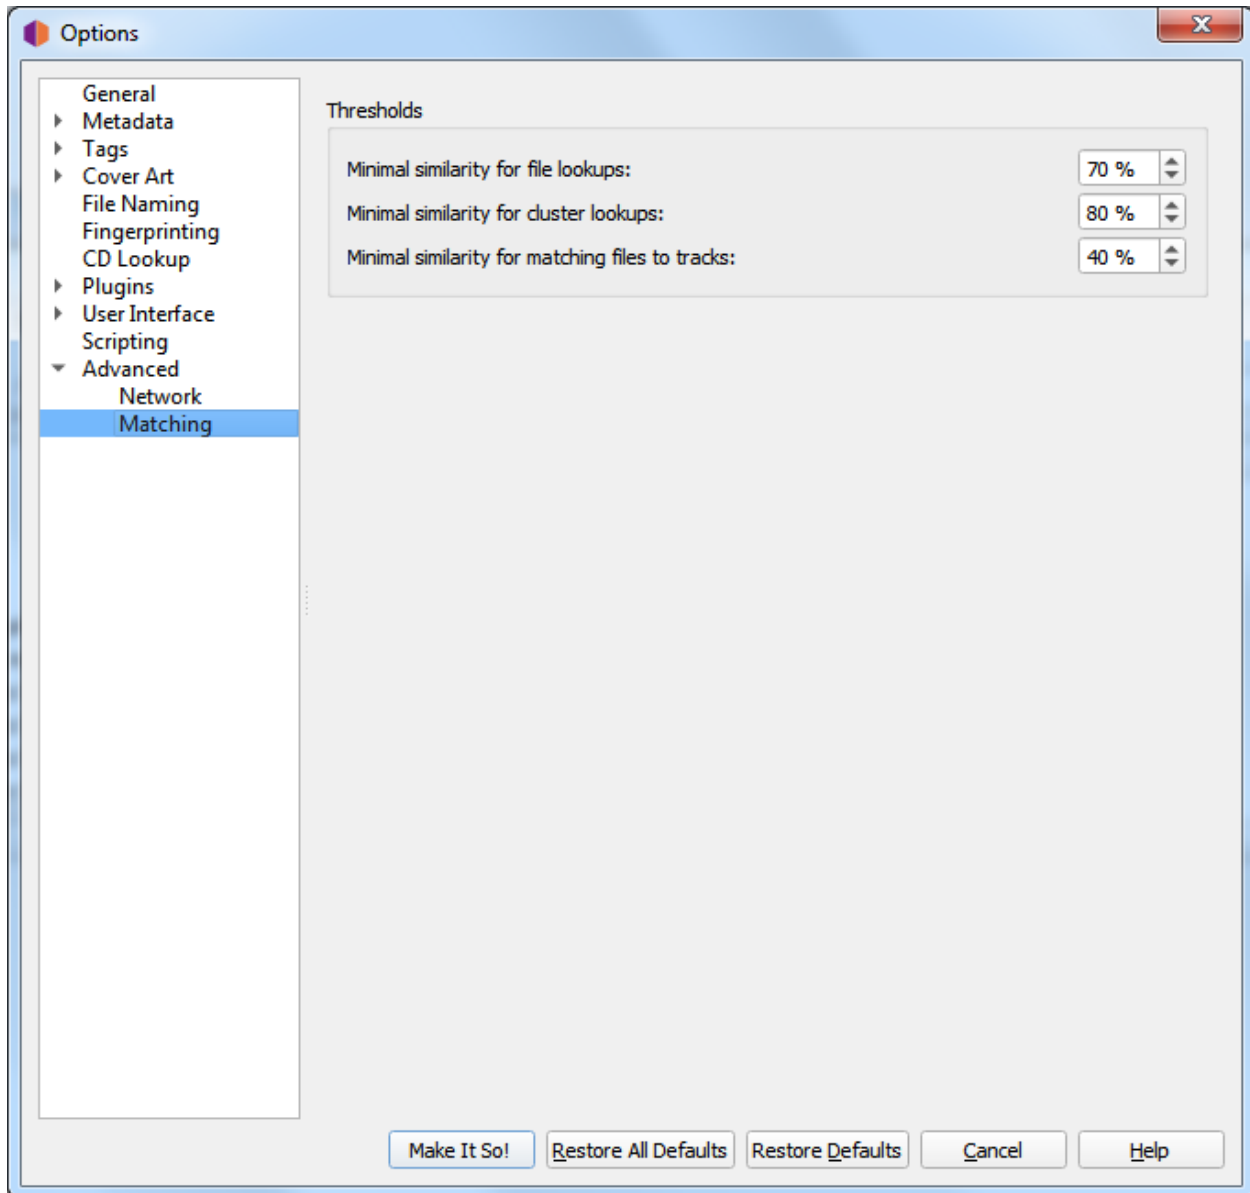 Options
General
Metadata
Tags
Cover Art
File Naming
Fingerprinting
CD Lookup
Plugins
User Interface
Scripting
Advanced
Network
Matching
Thresholds
Minimal similarity for file lookups: 70 %
Minimal similarity for cluster lookups: 80 %
Minimal similarity for matching files to tracks: 40 %
Make It So! Restore All Defaults Restore Defaults Cancel Help